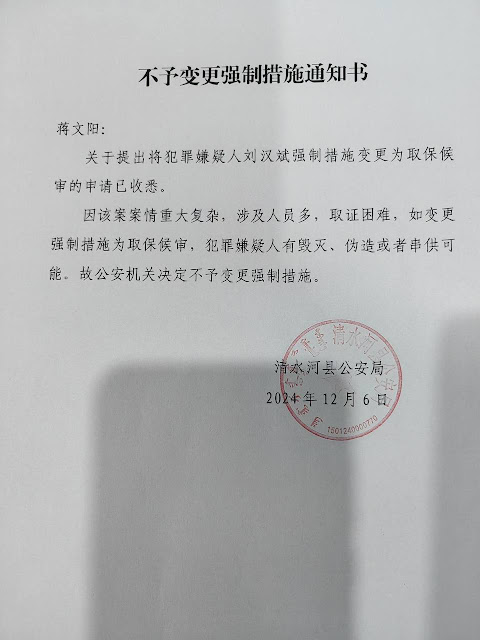 不予变更强制措施通知书
蒋文阳：
关于提出将犯罪嫌疑人刘汉斌强制措施变更为取保候
审的申请已收悉。
因该案案情重大复杂，涉及人员多，取证困难，如变更
强制措施为取保候审，犯罪嫌疑人有毁灭、伪造或者串供可
能。故公安机关决定不予变更强制措施。
清水河县公安局
清水河县公安局
2024年12月6日
1501240000770